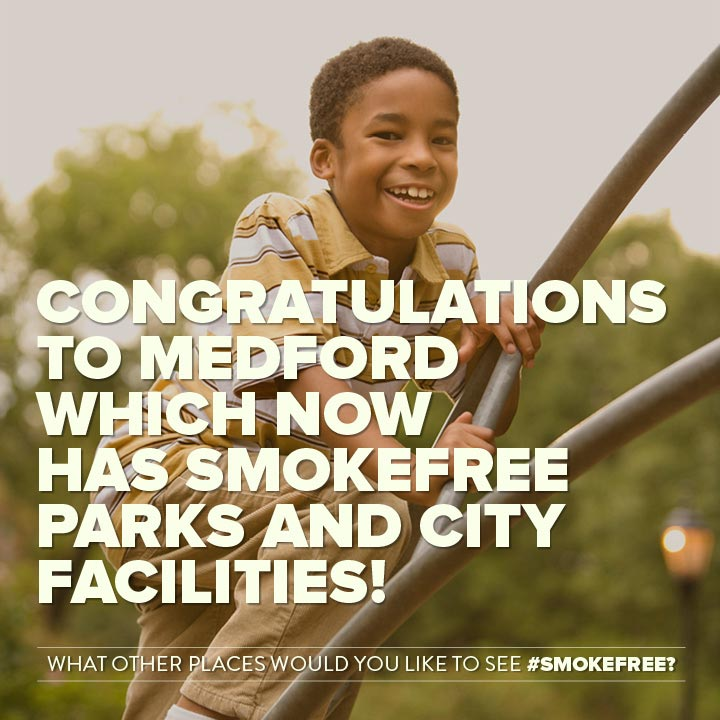 CONGRATULATIONS
TO MEDFORD
WHICH NOW
HAS SMOKEFREE
PARKS AND CITY
FACILITIES!
WHAT OTHER PLACES WOULD YOU LIKE TO SEE #SMOKEFREE?